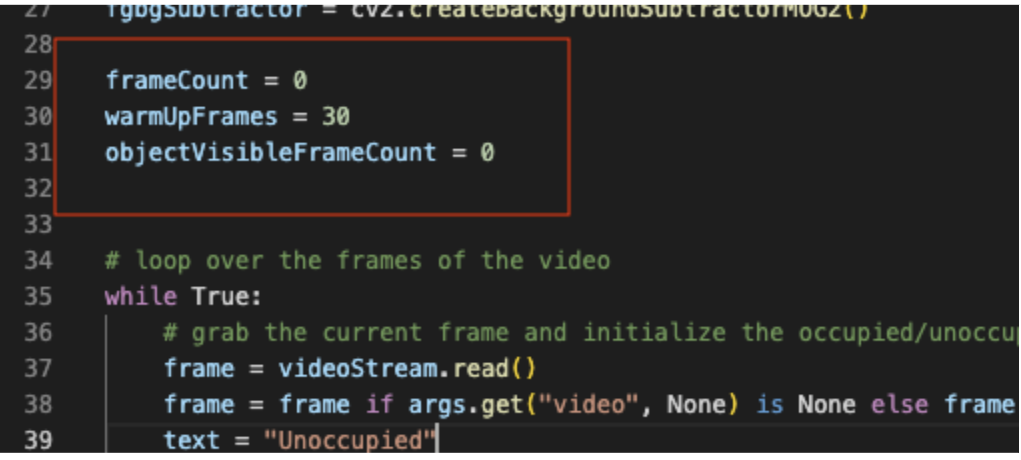 27 fgbgSubtractor = cv2.createBackgroundSubtractorMOG2()
28
29 frameCount = 0
30 warmUpFrames = 30
31 objectVisibleFrameCount = 0
32
33
34 # loop over the frames of the video
35 while True:
36 # grab the current frame and initialize the occupied/unoccup
37 frame = videoStream.read()
38 frame = frame if args.get("video", None) is None else frame
39 text = "Unoccupied"